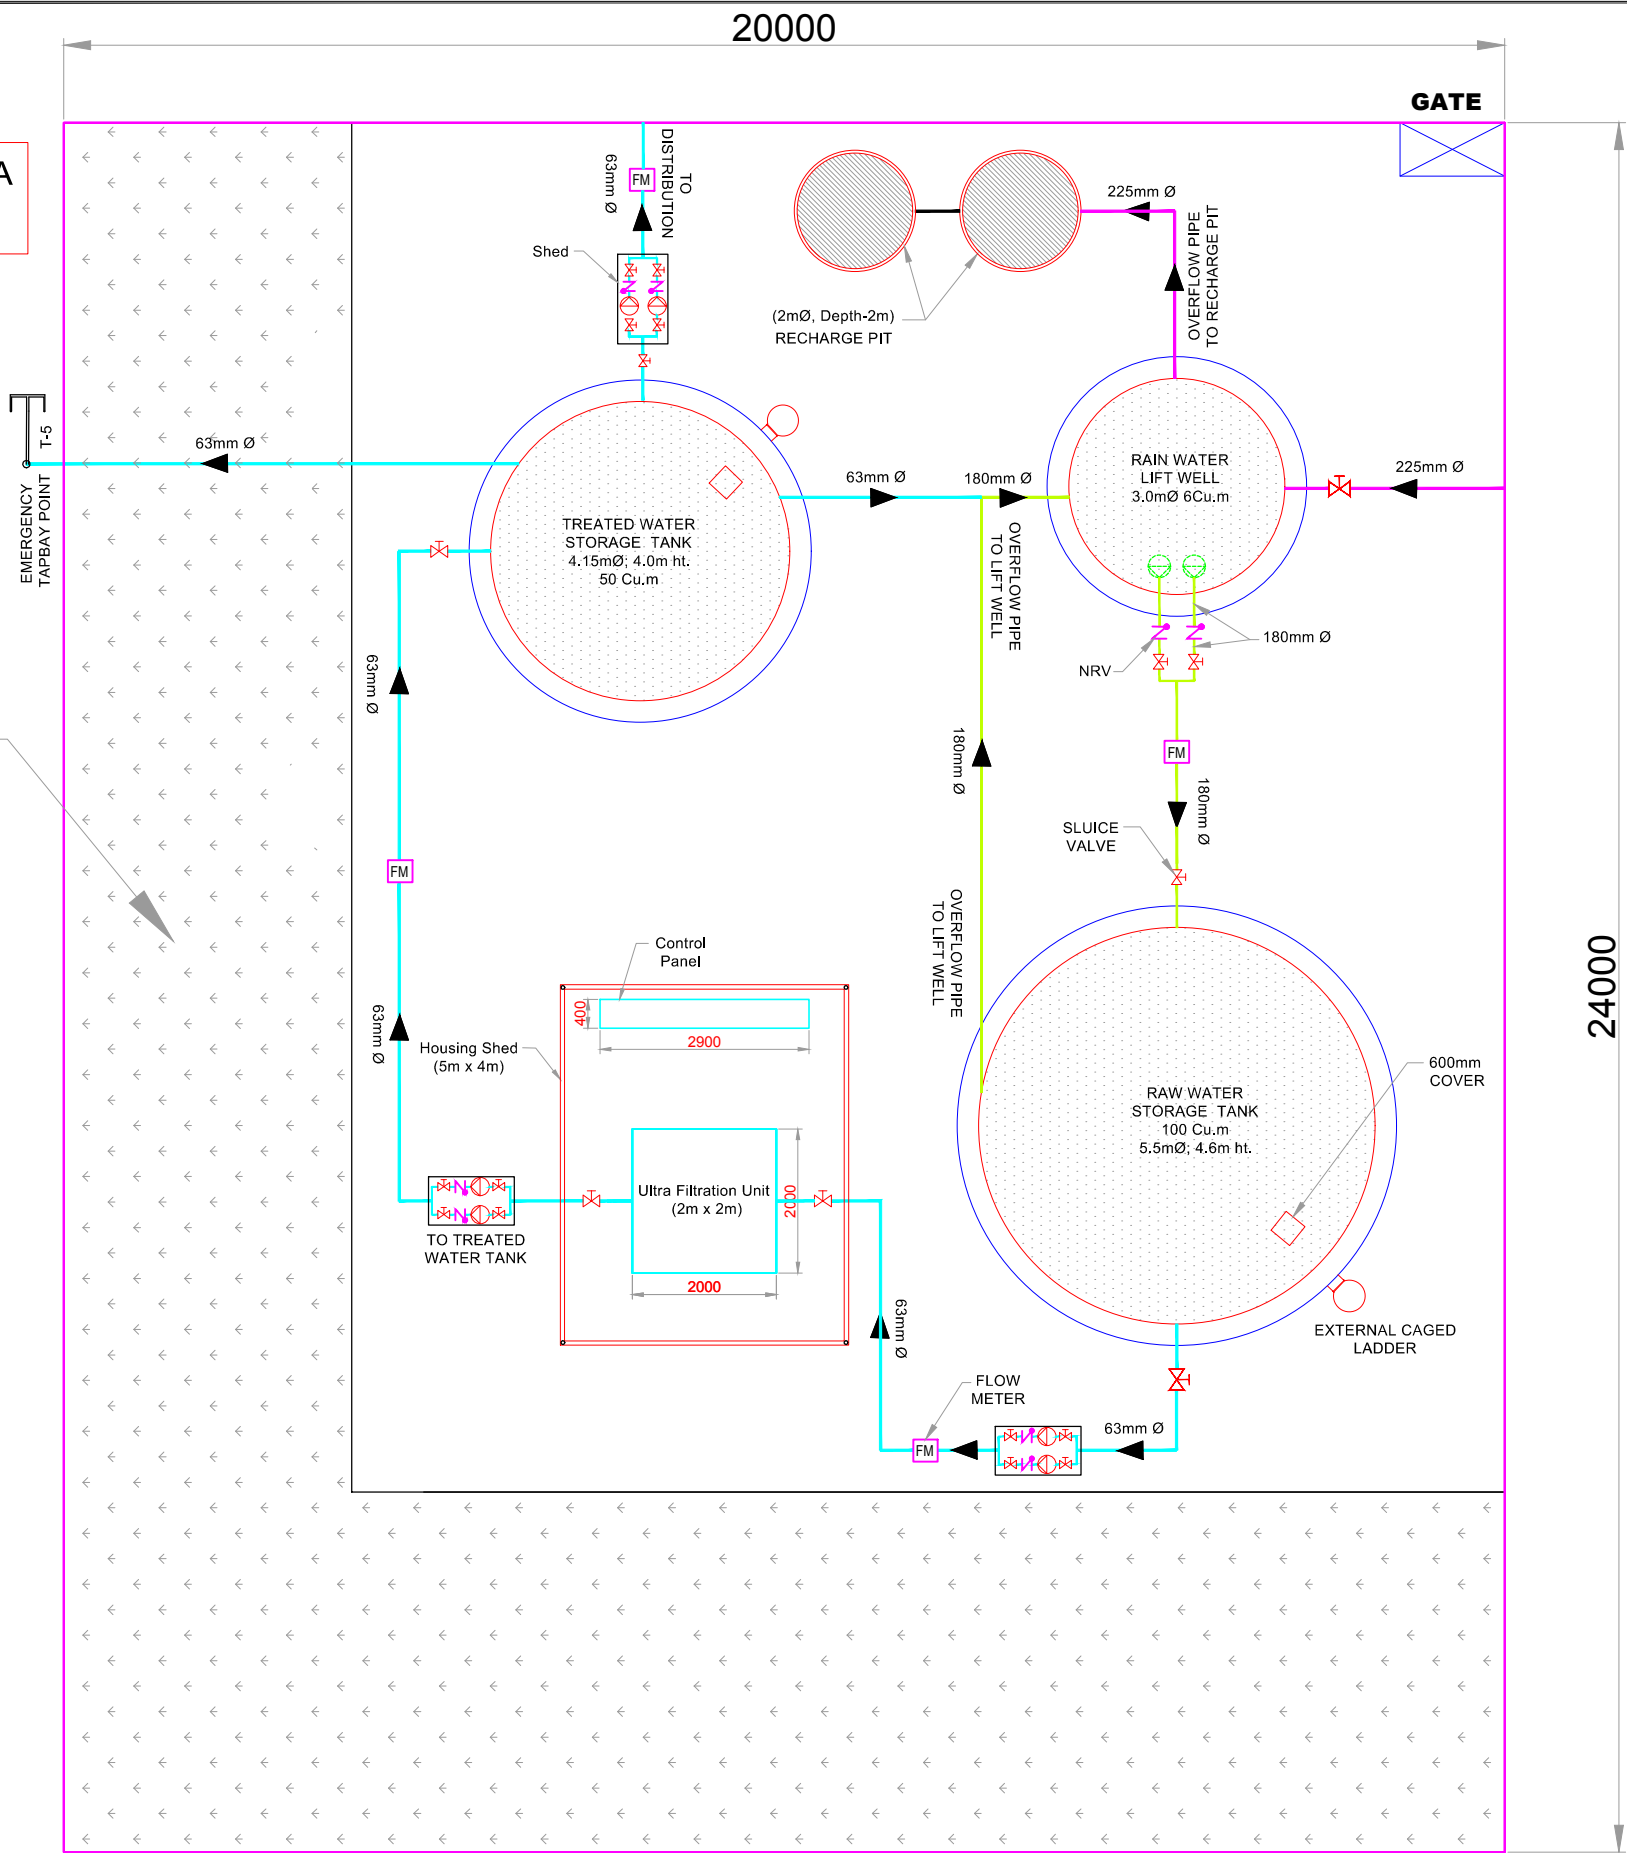 20000
GATE
A
TO
DISTRIBUTION
63mm Ø
FM
Shed
225mm Ø
OVERFLOW PIPE
TO RECHARGE PIT
(2mØ, Depth-2m)
RECHARGE PIT
T-5
EMERGENCY
TAPBAY POINT
63mm Ø
63mm Ø
180mm Ø
RAIN WATER
LIFT WELL
3.0mØ 6Cu.m
225mm Ø
TREATED WATER
STORAGE TANK
4.15mØ; 4.0m ht.
50 Cu.m
OVERFLOW PIPE
TO LIFT WELL
180mm Ø
NRV
63mm Ø
180mm Ø
FM
180mm Ø
SLUICE
VALVE
FM
OVERFLOW PIPE
TO LIFT WELL
Control
Panel
400
2900
63mm Ø
Housing Shed
(5m x 4m)
24000
600mm
COVER
RAW WATER
STORAGE TANK
100 Cu.m
5.5mØ; 4.6m ht.
Ultra Filtration Unit
(2m x 2m)
2000
2000
TO TREATED
WATER TANK
63mm Ø
EXTERNAL CAGED
LADDER
FLOW
METER
FM
63mm Ø